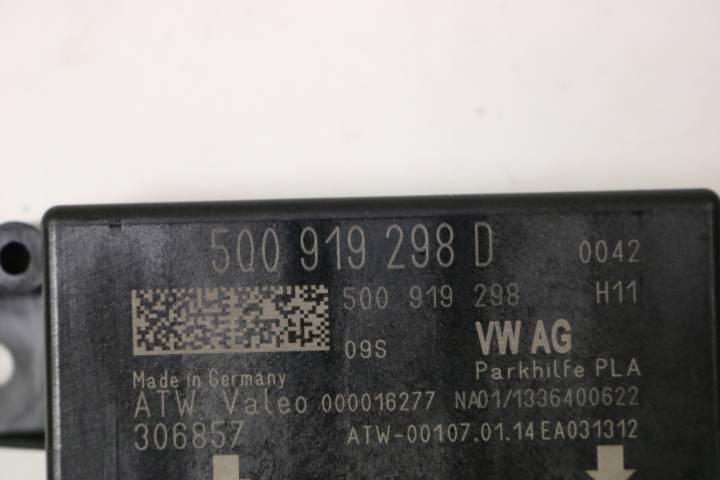 5Q0 919 298 D 0042
5Q0 919 298 H11
09S VW AG
Parkhilfe PLA
Made in Germany
ATW Valeo 000016277 NA01/1336400622
306857 ATW-00107.01.14 EA031312